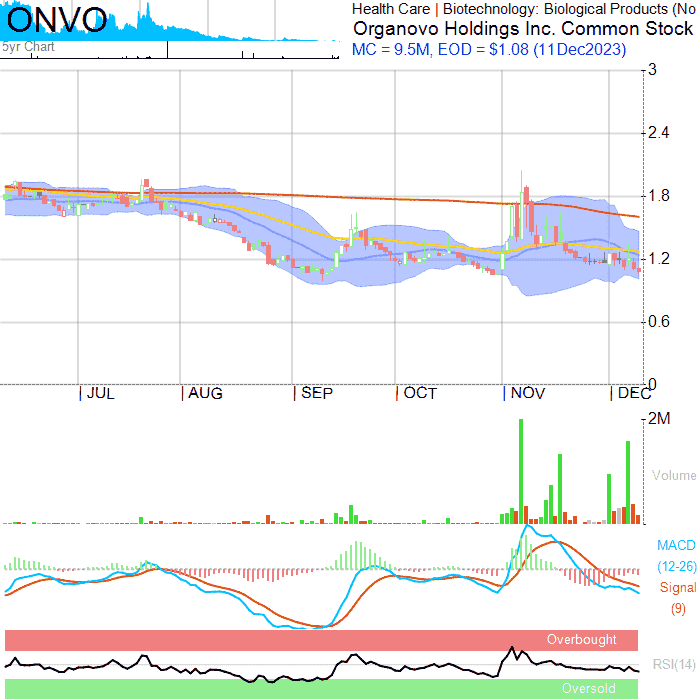 ONVO
5yr Chart
Health Care | Biotechnology: Biological Products (No
Organovo Holdings Inc. Common Stock
MC = 9.5M, EOD = $1.08 (11Dec2023)
3
2.4
1.8
1.2
0.6
0
JUL AUG SEP OCT NOV DEC
2M
Volume
MACD
(12-26)
Signal
(9)
Overbought
RSI(14)
Oversold